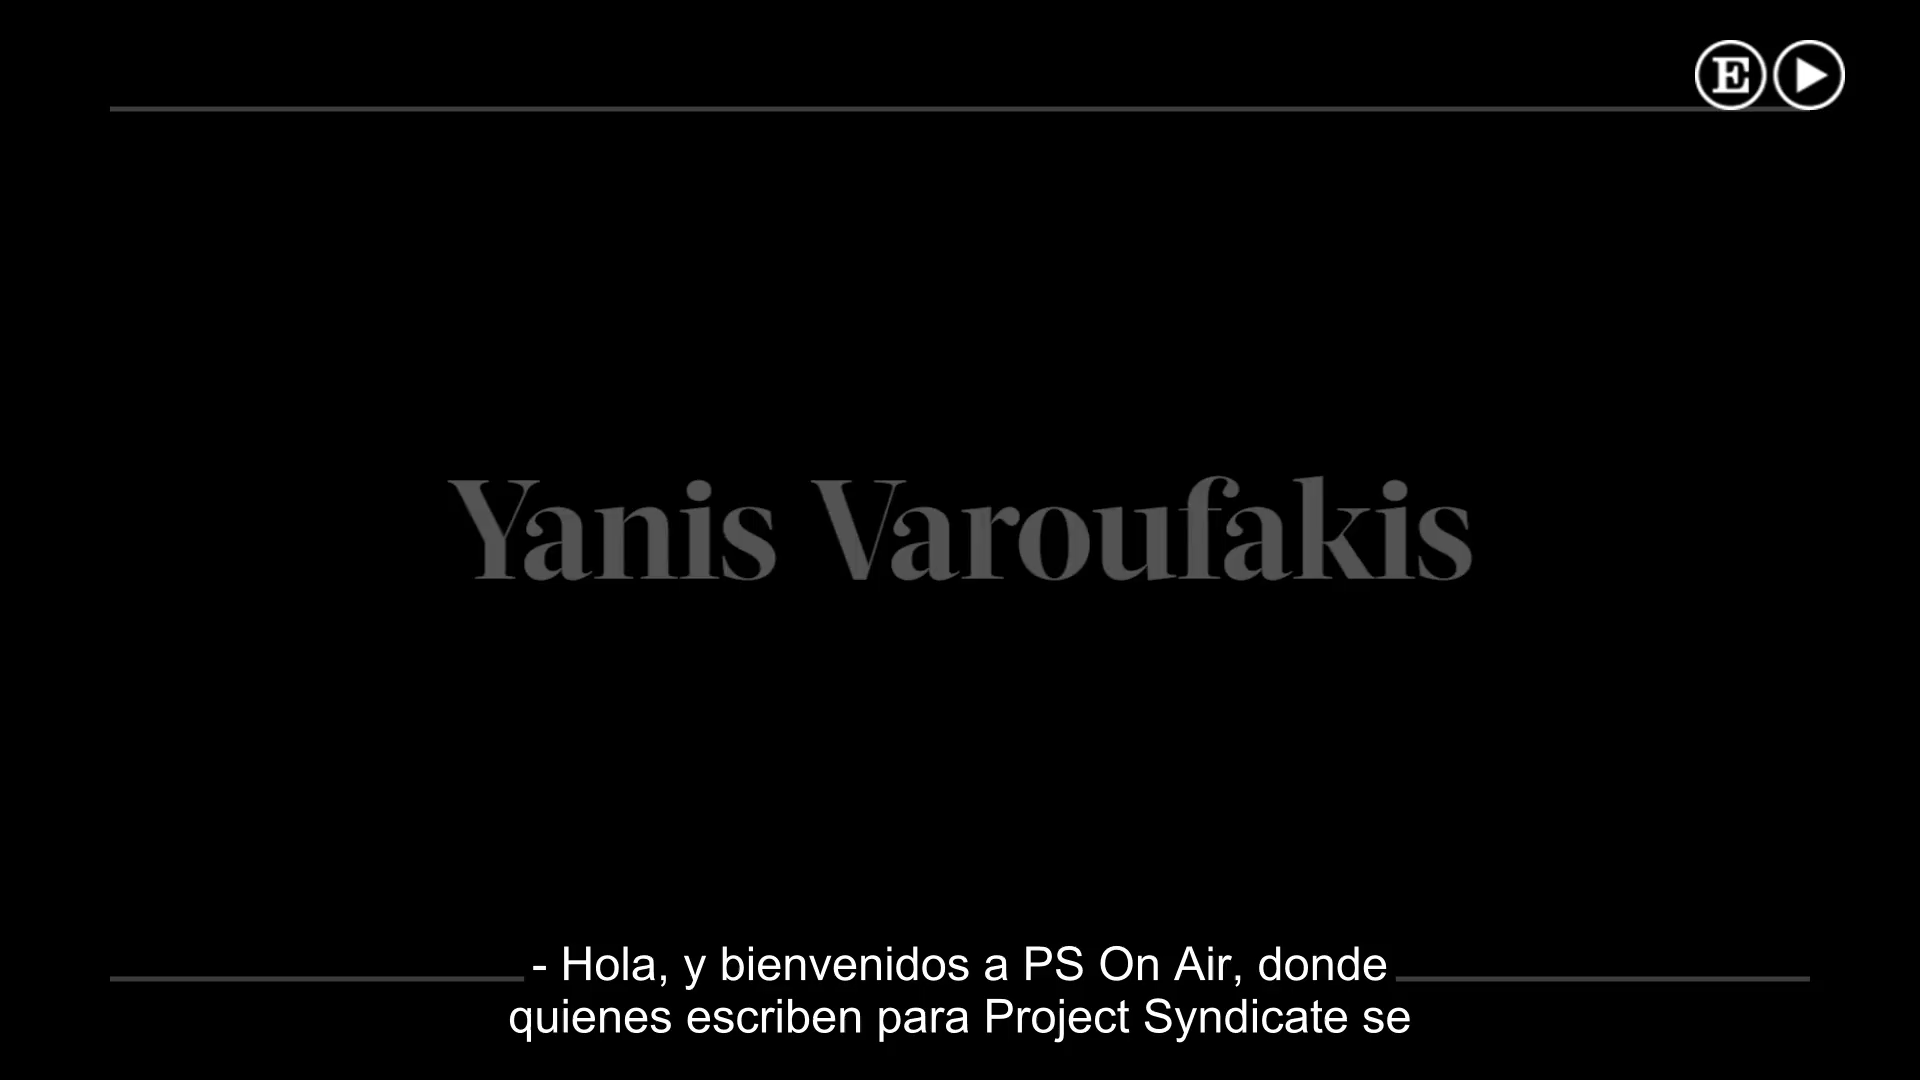 E
Yanis Varoufakis
- Hola, y bienvenidos a PS On Air, donde
quienes escriben para Project Syndicate se